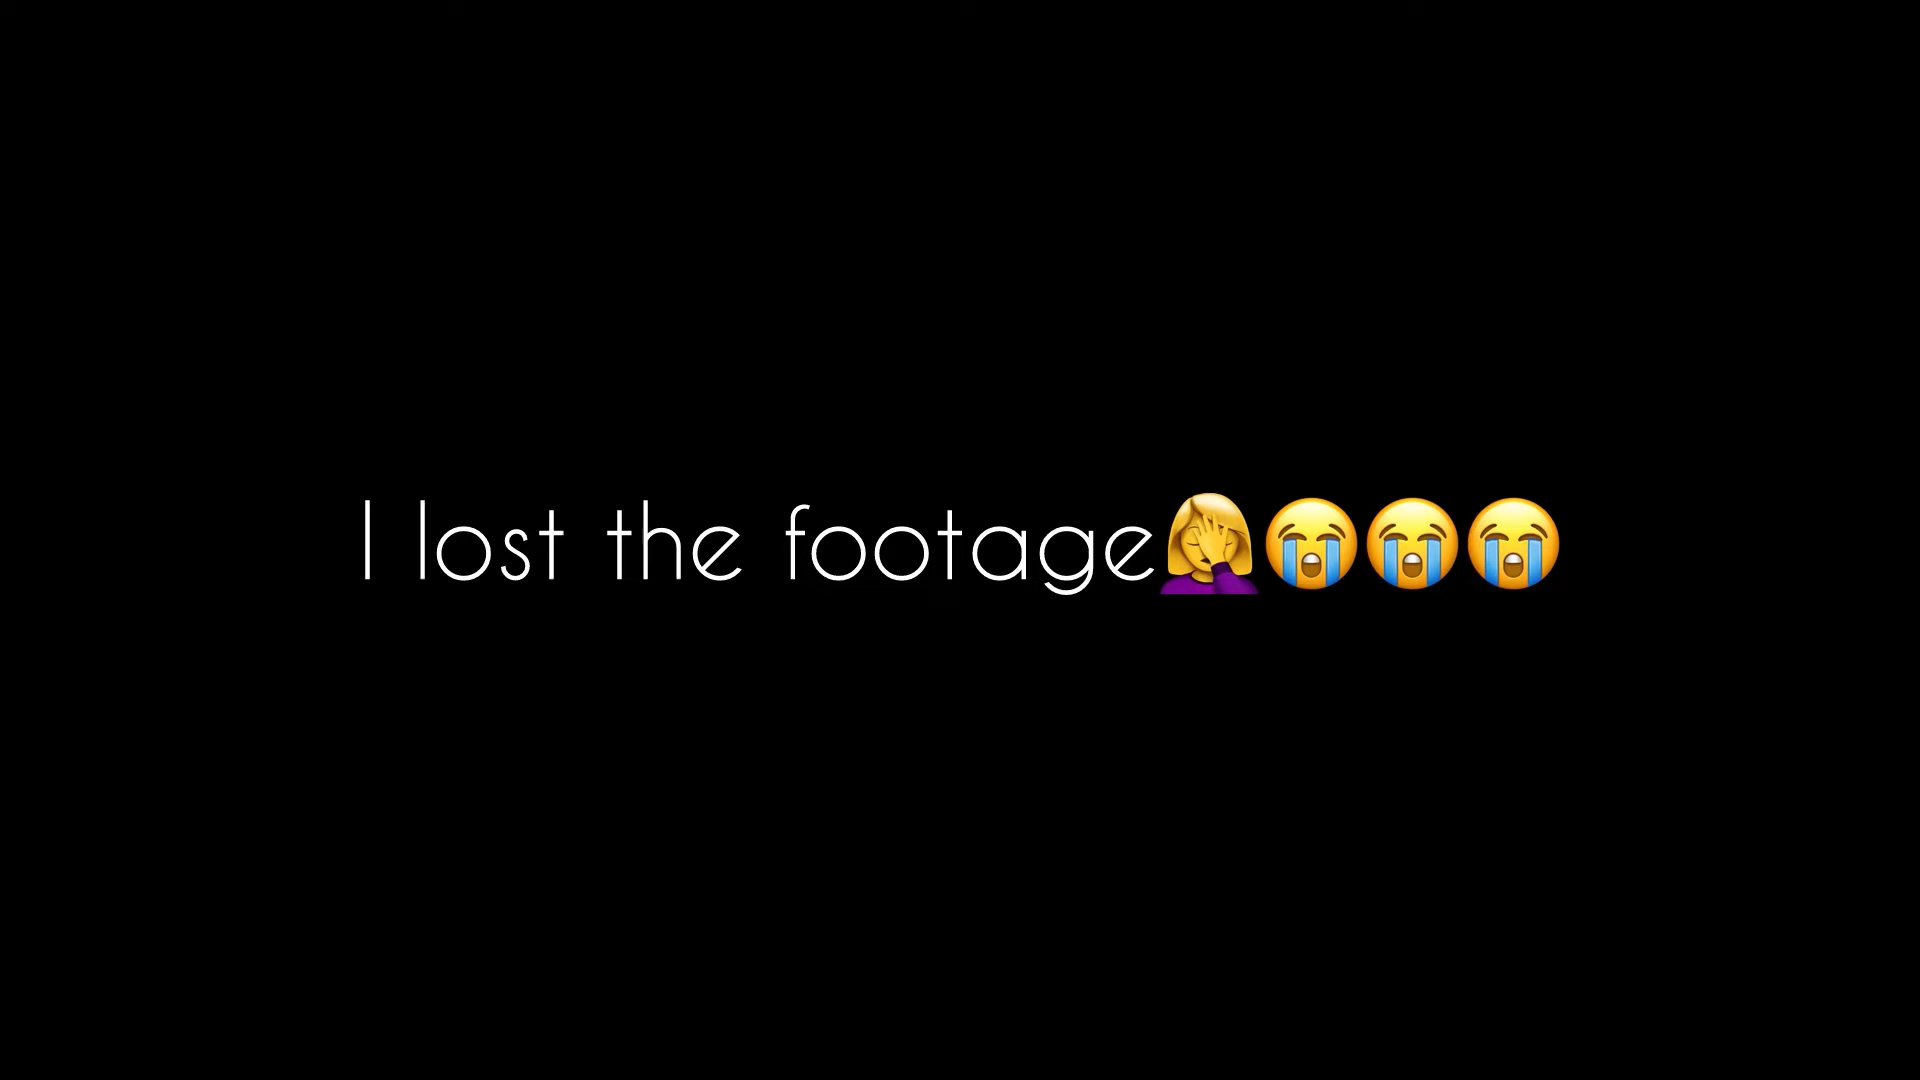 I lost the footage🤦‍♀️😭😭😭